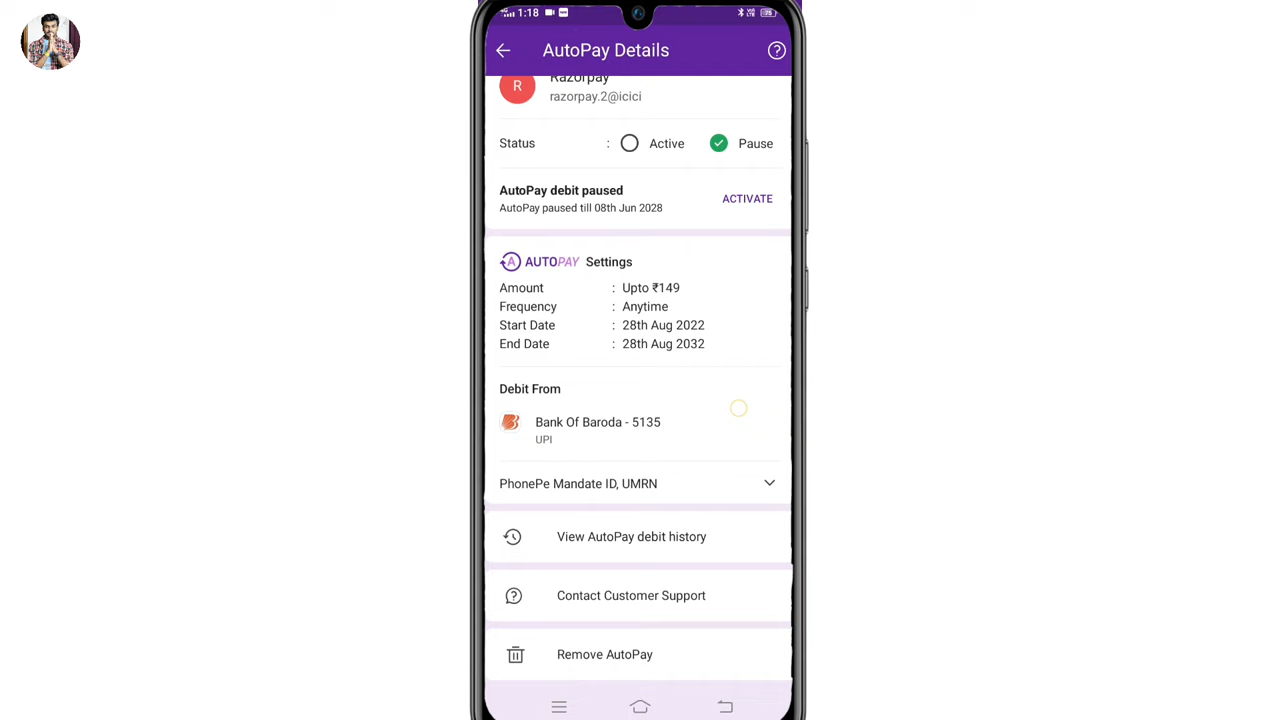 1:18
AutoPay Details
R
Razorpay
razorpay.2@icici
Status : Active Pause
AutoPay debit paused
AutoPay paused till 08th Jun 2028
ACTIVATE
A AUTOPAY Settings
Amount : Upto ₹149
Frequency : Anytime
Start Date : 28th Aug 2022
End Date : 28th Aug 2032
Debit From
Bank Of Baroda - 5135
UPI
PhonePe Mandate ID, UMRN
View AutoPay debit history
Contact Customer Support
Remove AutoPay